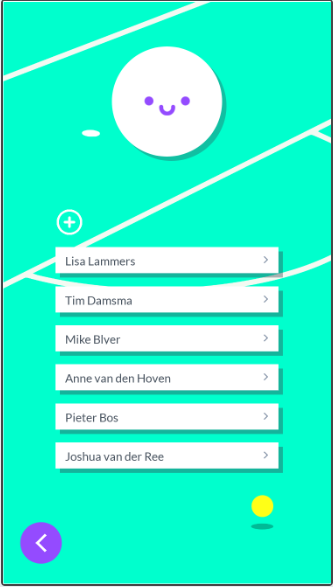 Lisa Lammers
Tim Damsma
Mike Blver
Anne van den Hoven
Pieter Bos
Joshua van der Ree